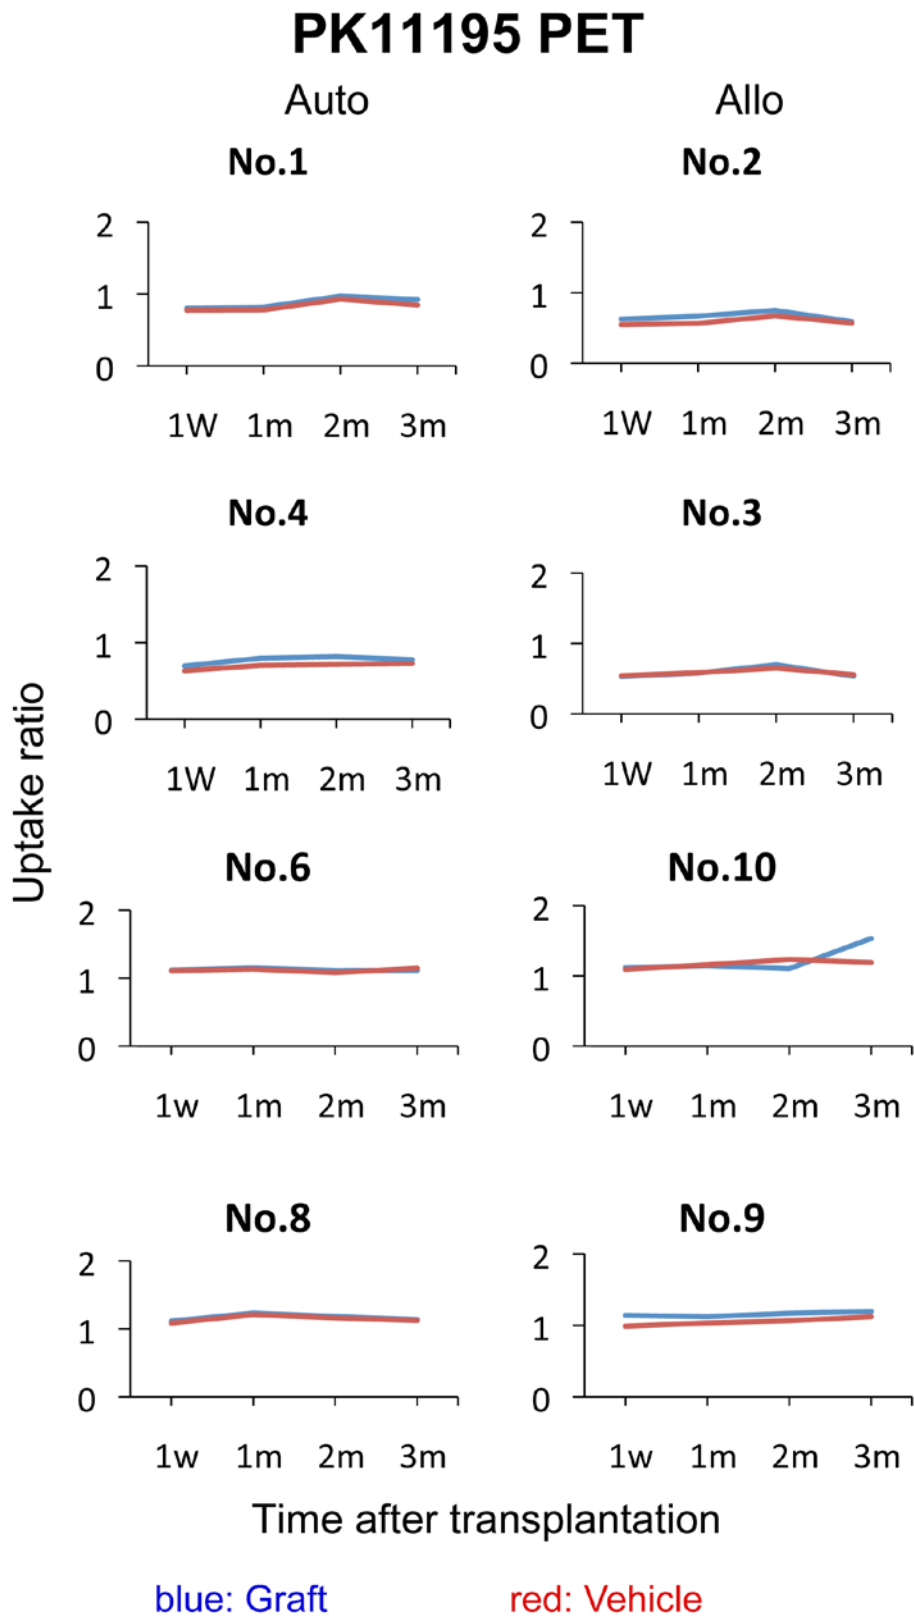 PK11195 PET
Auto Allo
No.1 No.2
2 2
1 1
0 0
1W 1m 2m 3m 1W 1m 2m 3m
No.4 No.3
2 2
1 1
0 0
1W 1m 2m 3m 1W 1m 2m 3m
Uptake ratio
No.6 No.10
2 2
1 1
0 0
1w 1m 2m 3m 1w 1m 2m 3m
No.8 No.9
2 2
1 1
0 0
1w 1m 2m 3m 1w 1m 2m 3m
Time after transplantation
blue: Graft red: Vehicle